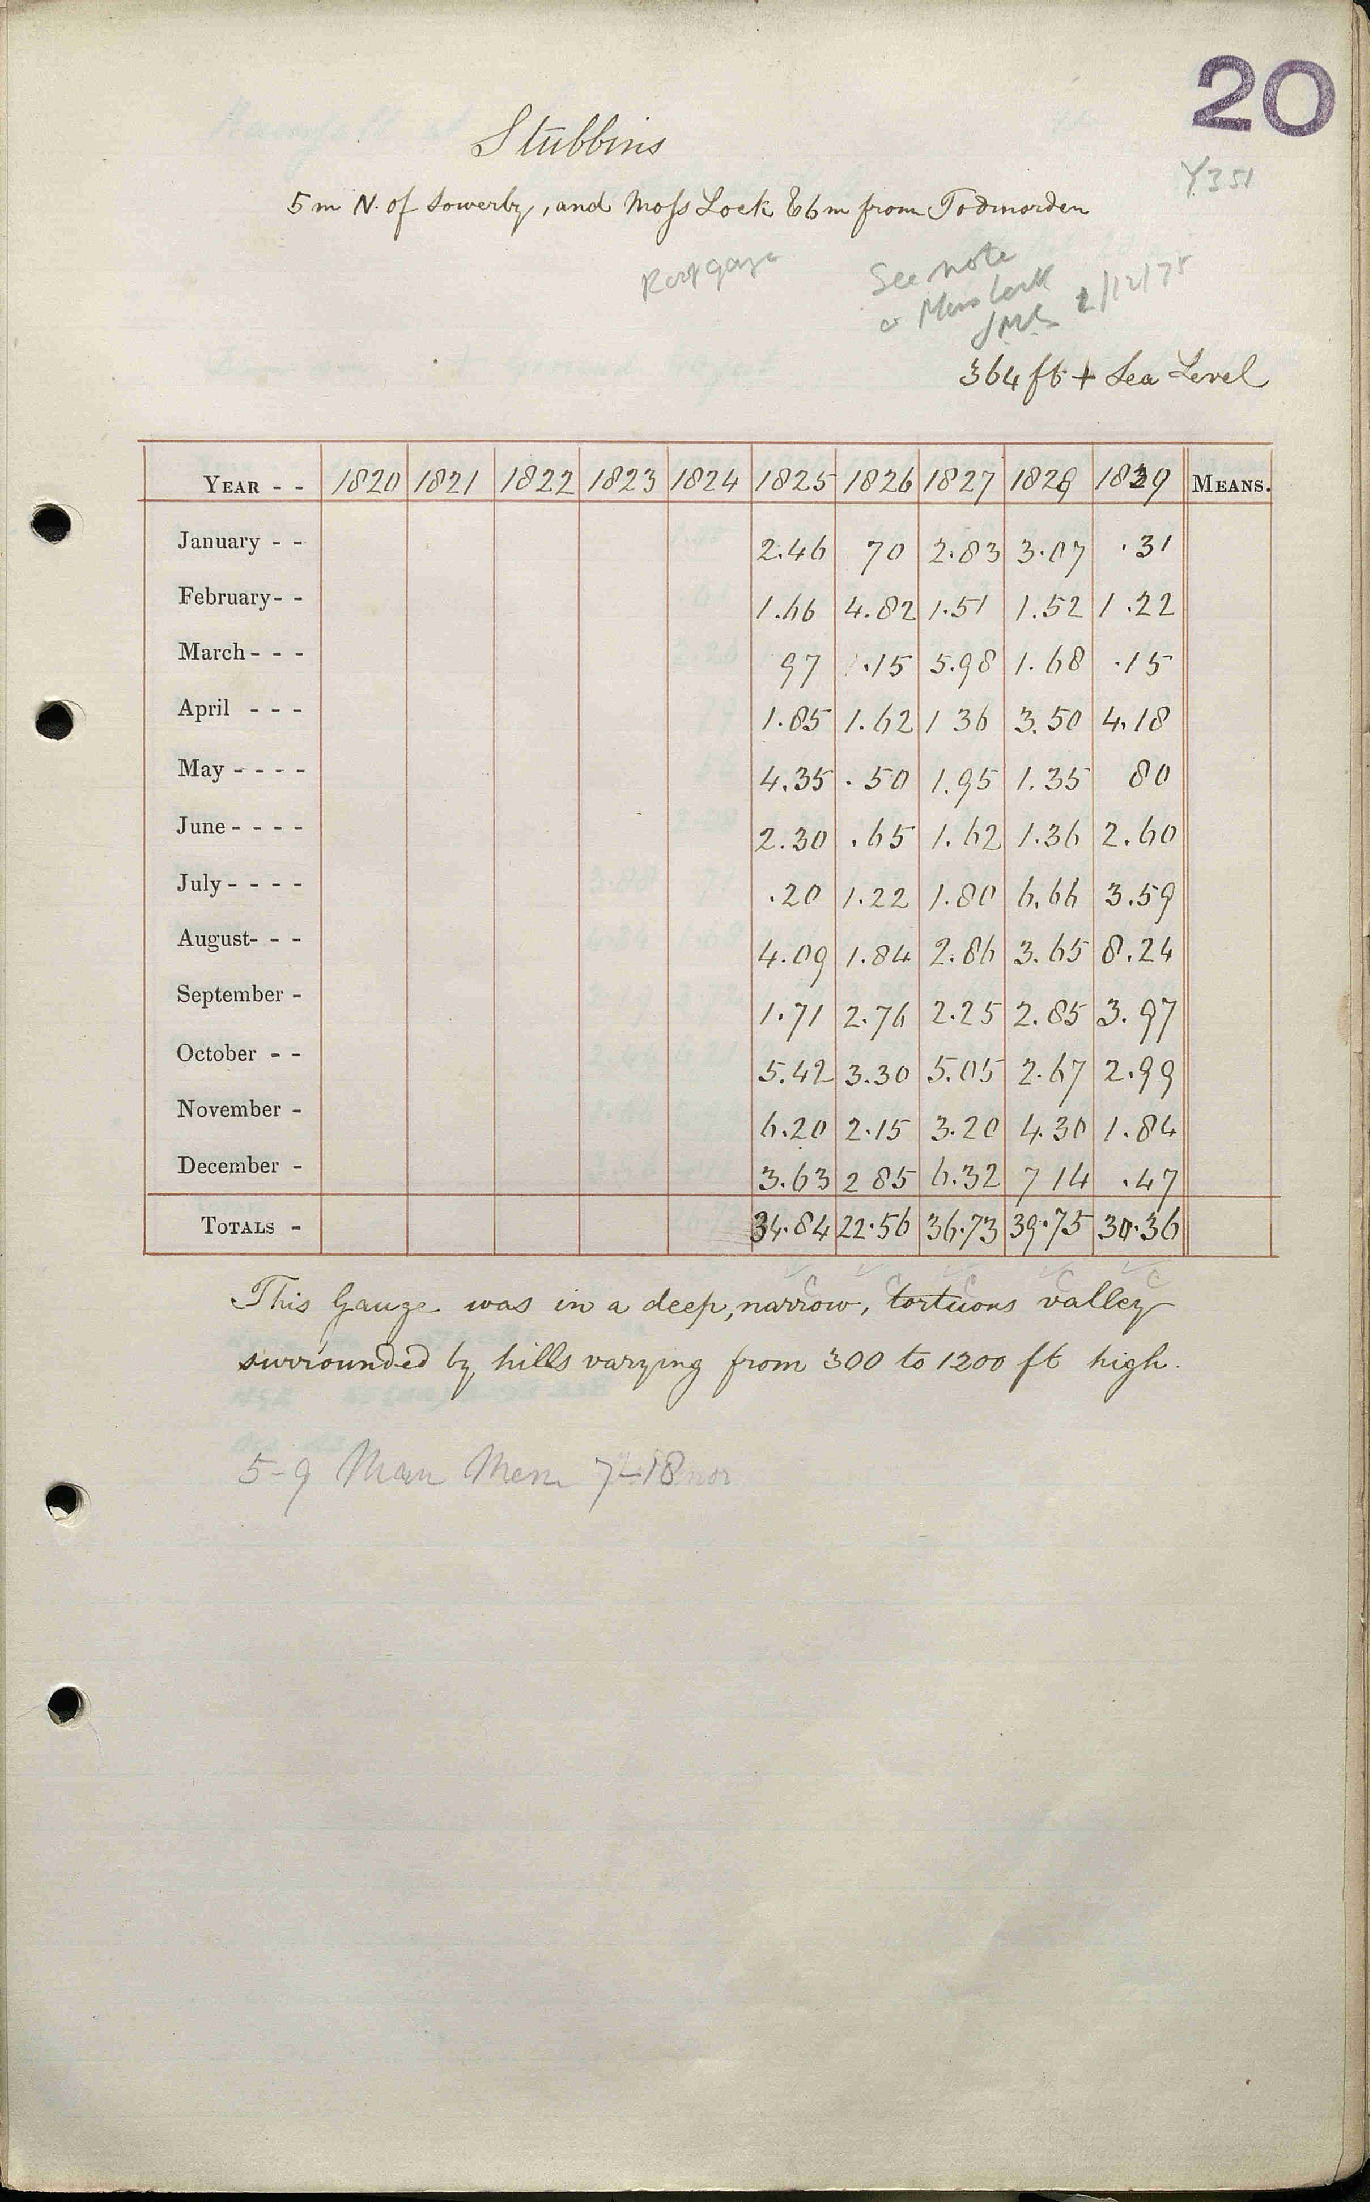 20
Stubbins
Y.351
5 m N. of Sowerby, and Moss Lock & 6 m from Todmorden
See note
Moss Lock
2/12/75
364 ft + Sea Level
YEAR - - 1820 1821 1822 1823 1824 1825 1826 1827 1828 1829 MEANS.
January - - 2.46 70 2.83 3.07 .31
February - - 1.66 4.82 1.51 1.52 1.22
March - - - 97 1.15 5.98 1.68 .15
April - - - 1.85 1.62 1 36 3.50 4.18
May - - - - 4.35 .50 1.95 1.35 80
June - - - - 2.30 .65 1.62 1.36 2.60
July - - - - .20 1.22 1.80 6.66 3.59
August - - - 4.09 1.84 2.86 3.65 8.24
September - 1.71 2.76 2.25 2.85 3.97
October - - 5.42 3.30 5.05 2.67 2.99
November - 6.20 2.15 3.20 4.30 1.84
December - 3.63 2 85 6.32 7 14 .47
TOTALS - 34.84 22.56 36.73 39.75 30.36
c c c c c
This Gauge was in a deep, narrow, tortuous valley
surrounded by hills varying from 300 to 1200 ft high.
5-9 Man Mem 7-18